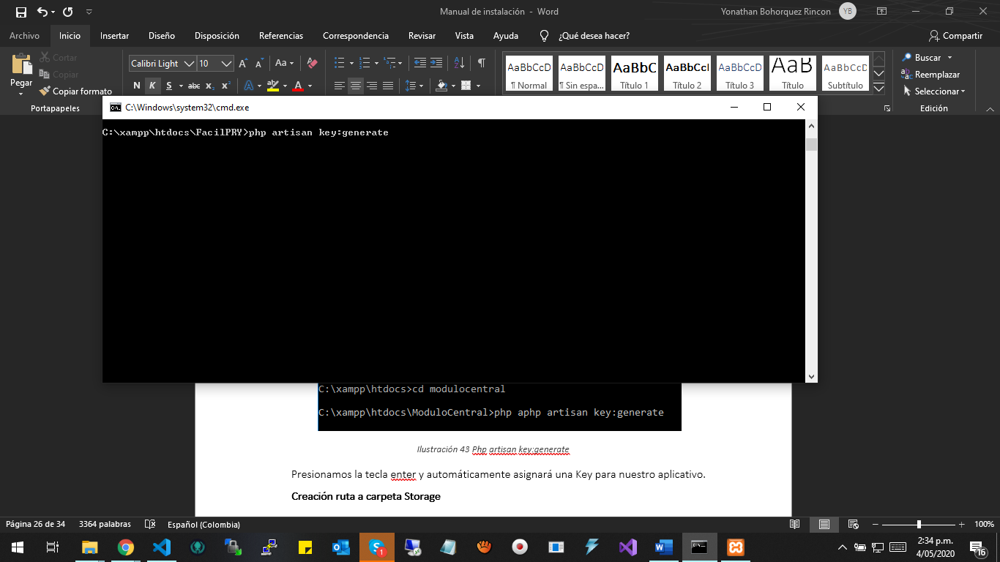 Manual de instalación - Word
Yonathan Bohorquez Rincon
YB
Archivo Inicio Insertar Diseño Disposición Referencias Correspondencia Revisar Vista Ayuda ¿Qué desea hacer? Compartir
Pegar
Cortar
Copiar
Copiar formato
Portapapeles
Calibri Light 10 A A Aa
N K S abc x₂ x² A ab A
AaBbCcD AaBbCcD AaBbC AaBbCcI AaBbCcD AaB AaBbCcD
¶ Normal ¶ Sin espa... Título 1 Título 2 Título 3 Título Subtítulo
Buscar
Reemplazar
Seleccionar
Edición
C:\Windows\system32\cmd.exe
C:\xampp\htdocs\FacilPRY>php artisan key:generate
C:\xampp\htdocs>cd modulocentral
C:\xampp\htdocs\ModuloCentral>php aphp artisan key:generate
Ilustración 43 Php artisan key:generate
Presionamos la tecla enter y automáticamente asignará una Key para nuestro aplicativo.
Creación ruta a carpeta Storage
Página 26 de 34 3364 palabras Español (Colombia) 100%
2:34 p.m.
4/05/2020
1
16